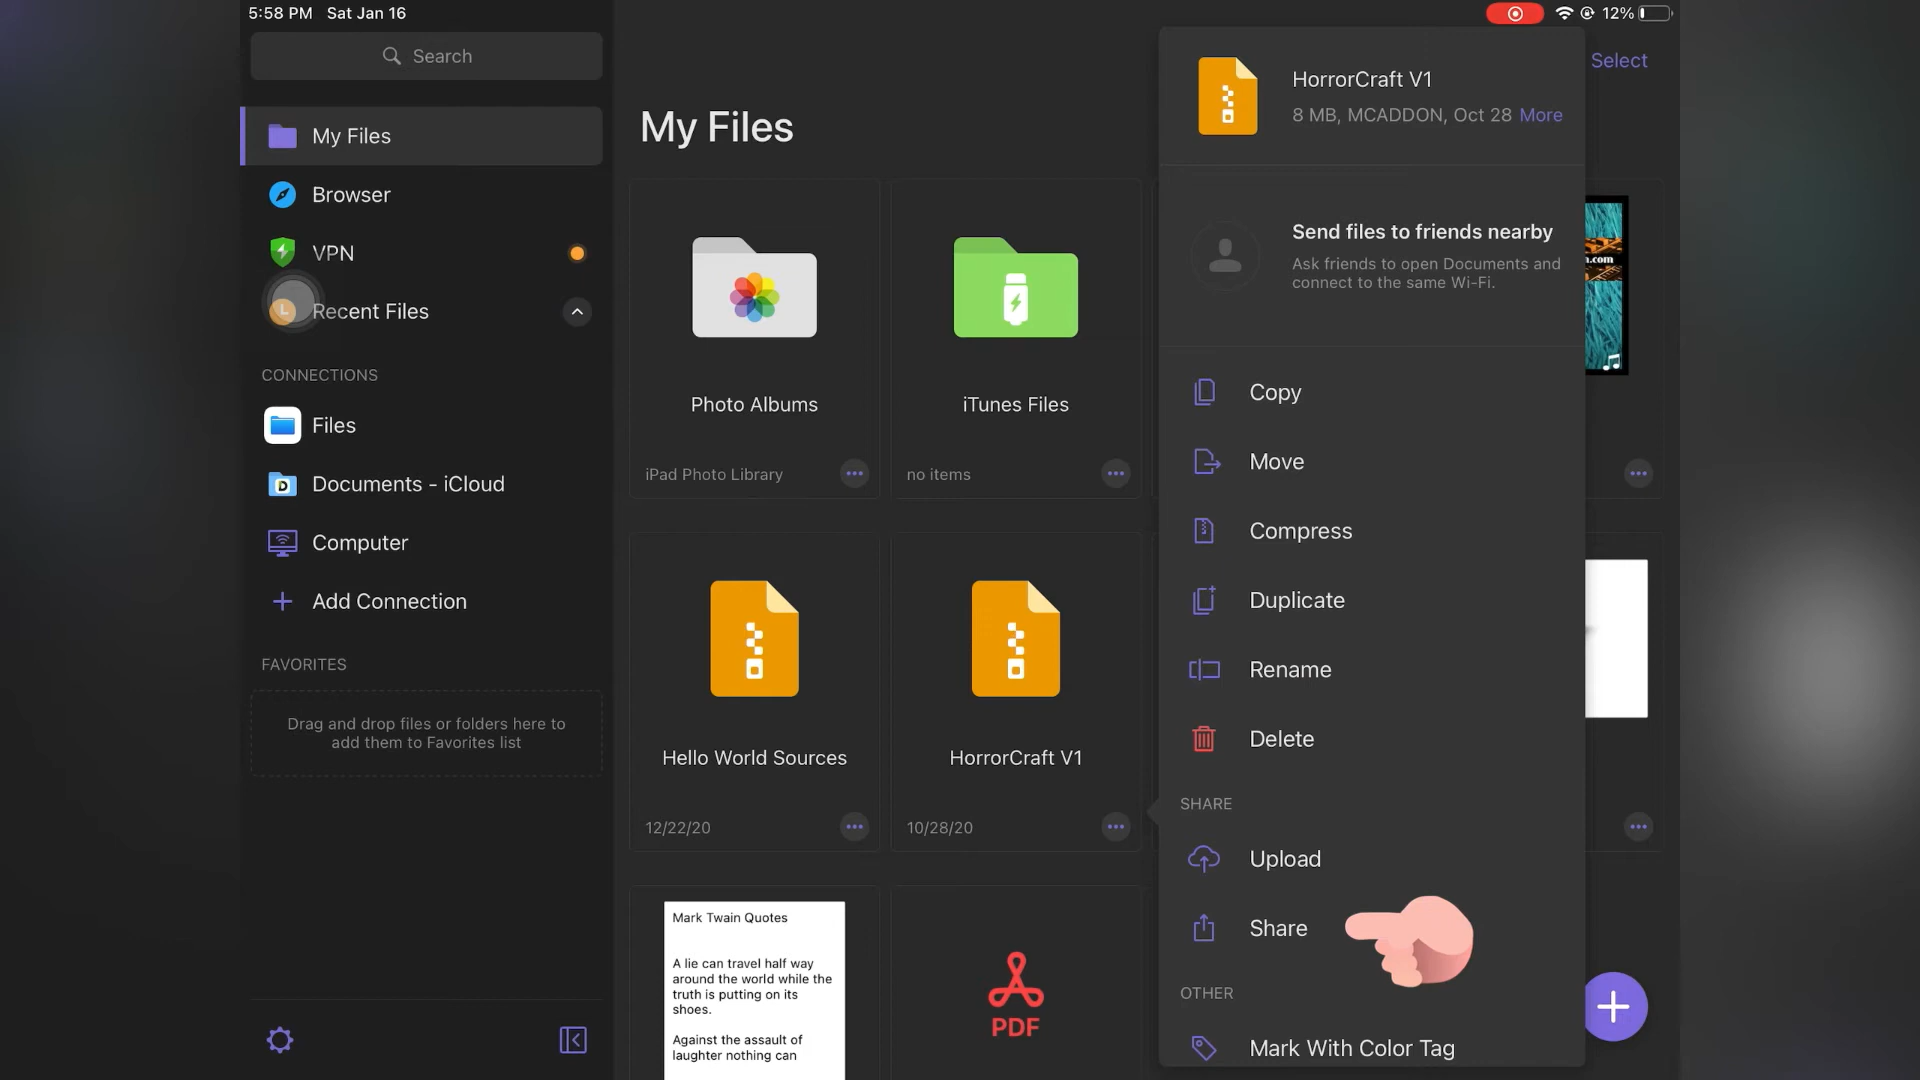 5:58 PM Sat Jan 16
12%
Search
My Files
Browser
VPN
Recent Files
CONNECTIONS
Files
Documents - iCloud
Computer
Add Connection
FAVORITES
Drag and drop files or folders here to
add them to Favorites list
My Files
Select
Photo Albums
iPad Photo Library
iTunes Files
no items
Hello World Sources
12/22/20
HorrorCraft V1
10/28/20
Mark Twain Quotes
A lie can travel half way
around the world while the
truth is putting on its
shoes.
Against the assault of
laughter nothing can
PDF
HorrorCraft V1
8 MB, MCADDON, Oct 28 More
Send files to friends nearby
Ask friends to open Documents and
connect to the same Wi-Fi.
Copy
Move
Compress
Duplicate
Rename
Delete
SHARE
Upload
Share
OTHER
Mark With Color Tag
.com